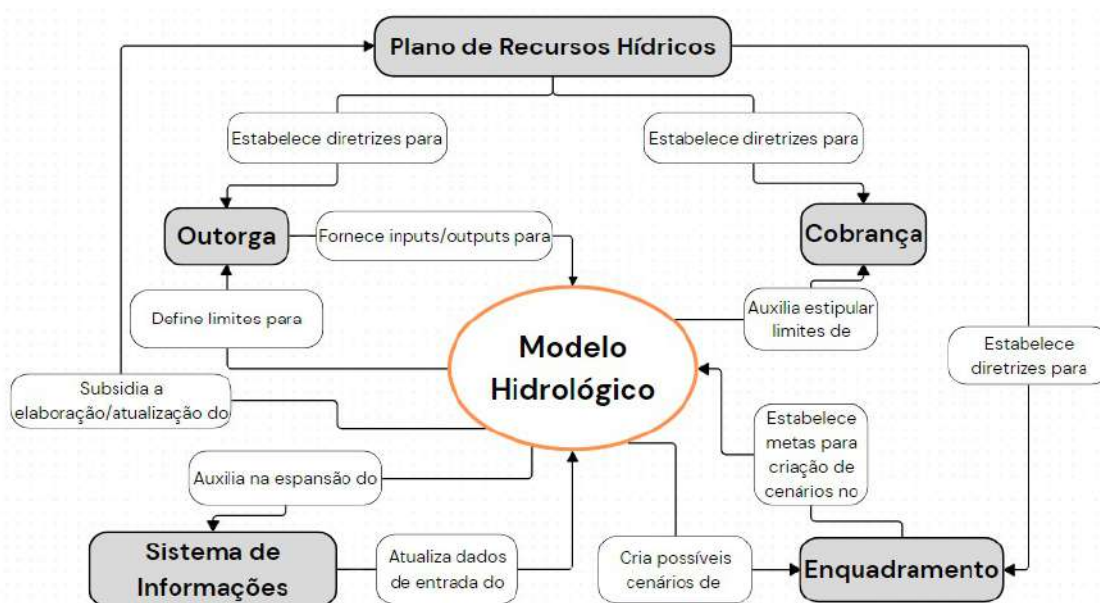 Plano de Recursos Hídricos
Estabelece diretrizes para
Estabelece diretrizes para
Outorga
Fornece inputs/outputs para
Cobrança
Define limites para
Auxilia estipular
limites de
Modelo
Hidrológico
Estabelece
diretrizes para
Subsidia a
elaboração/atualização do
Estabelece
metas para
criação de
cenários no
Auxilia na espansão do
Sistema de
Informações
Atualiza dados
de entrada do
Cria possíveis
cenários de
Enquadramento